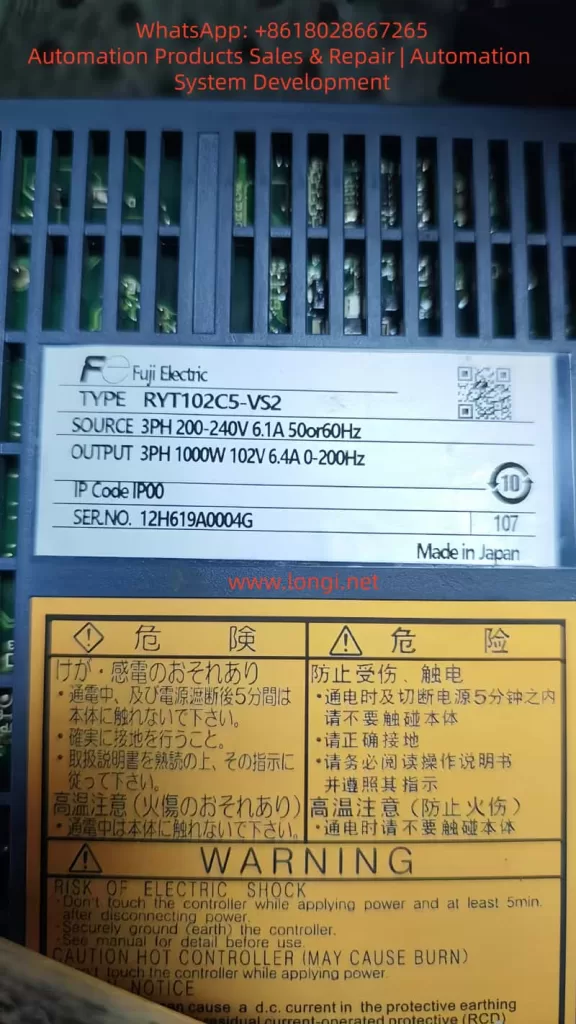 WhatsApp: +8618028667265
Automation Products Sales & Repair | Automation
System Development
Fe Fuji Electric
TYPE RYT102C5-VS2
SOURCE 3PH 200-240V 6.1A 50or60Hz
OUTPUT 3PH 1000W 102V 6.4A 0-200Hz
IP Code IP00
10
SER.NO. 12H619A0004G 107
Made in Japan
www.longi.net
危 険
けが・感電のおそれあり
・通電中、及び電源遮断後5分間は
本体に触れないで下さい。
・確実に接地を行うこと。
・取扱説明書を熟読の上、その指示に
従って下さい。
高温注意(火傷のおそれあり)
・通電中は本体に触れないで下さい。
危 险
防止受伤、触电
・通电时及切断电源5分钟之内
请不要触碰本体
・请正确接地
・请务必阅读操作说明书
并遵照其指示
高温注意(防止火伤)
・通电时请不要触碰本体
WARNING
RISK OF ELECTRIC SHOCK
・Don't touch the controller while applying power and at least 5min.
after disconnecting power.
・Securely ground (earth) the controller.
・See manual for detail before use.
CAUTION HOT CONTROLLER (MAY CAUSE BURN)
touch the controller while applying power.
NOTICE
can cause a d.c. current in the protective earthing
residual current-operated protective (RCD)